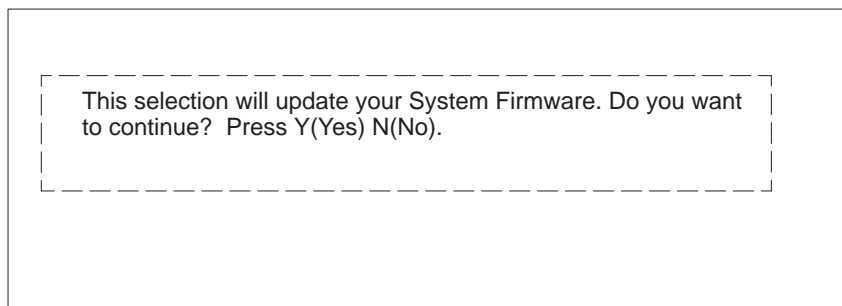 This selection will update your System Firmware. Do you want
to continue?  Press Y(Yes) N(No).